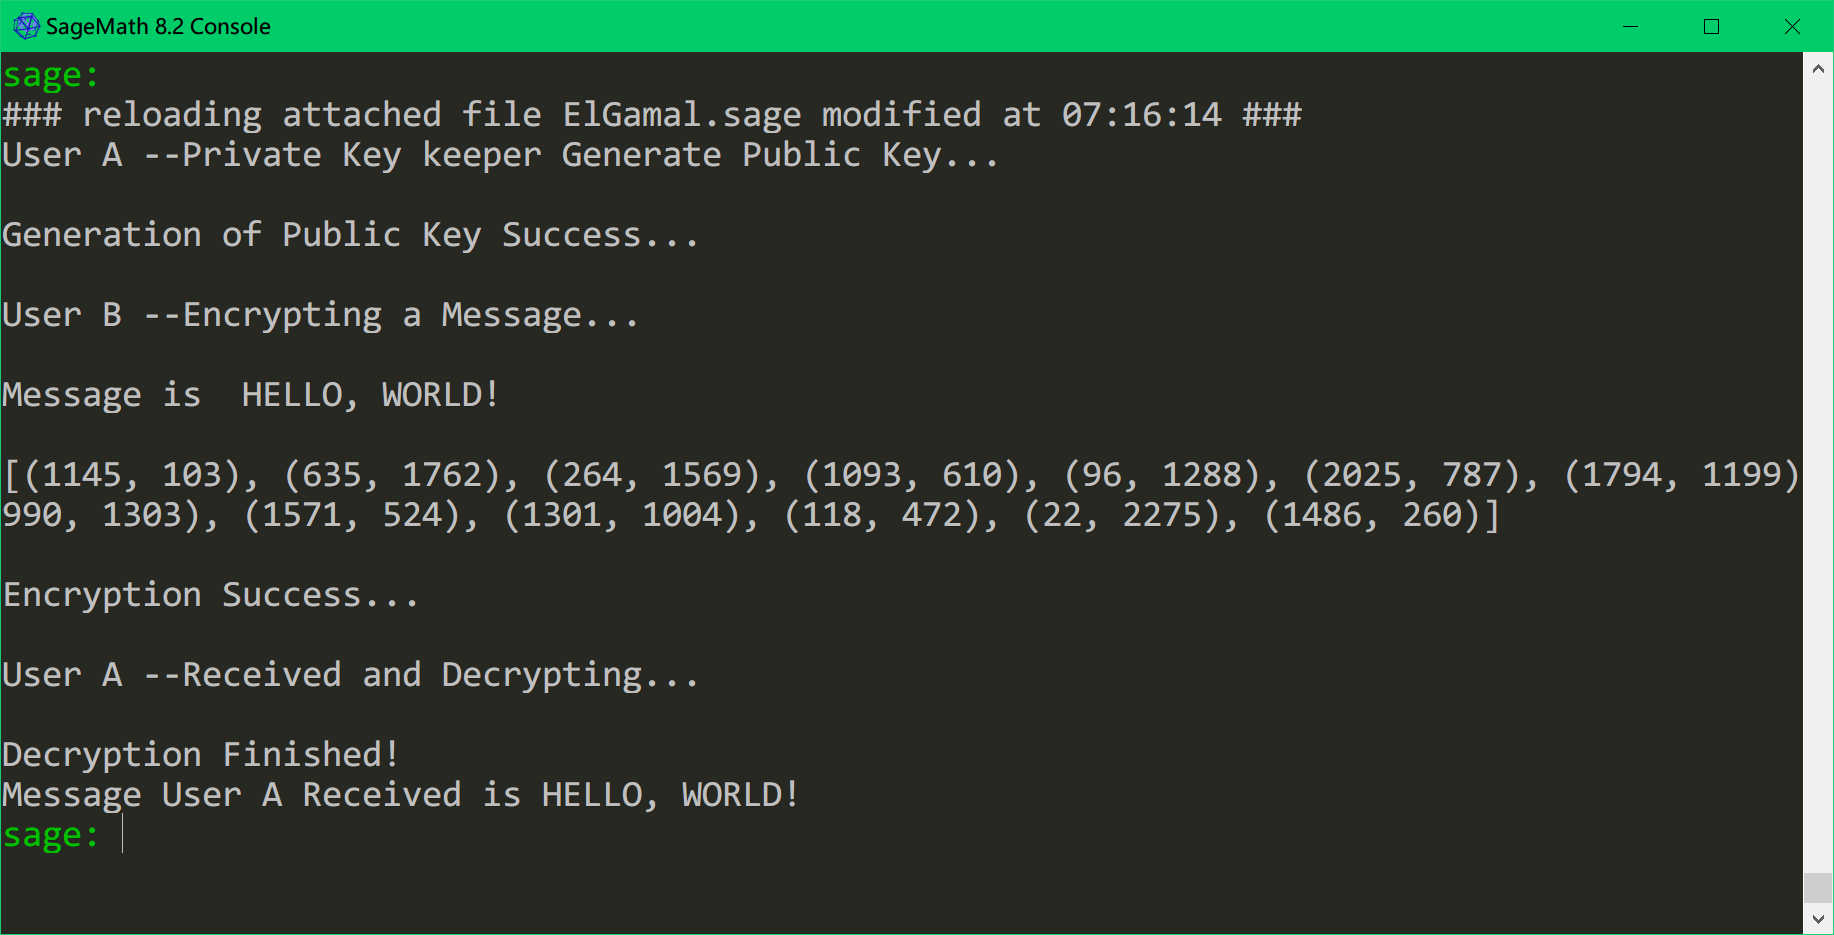 SageMath 8.2 Console
sage:
### reloading attached file ElGamal.sage modified at 07:16:14 ###
User A --Private Key keeper Generate Public Key...
Generation of Public Key Success...
User B --Encrypting a Message...
Message is  HELLO, WORLD!
[(1145, 103), (635, 1762), (264, 1569), (1093, 610), (96, 1288), (2025, 787), (1794, 1199)
990, 1303), (1571, 524), (1301, 1004), (118, 472), (22, 2275), (1486, 260)]
Encryption Success...
User A --Received and Decrypting...
Decryption Finished!
Message User A Received is HELLO, WORLD!
sage: